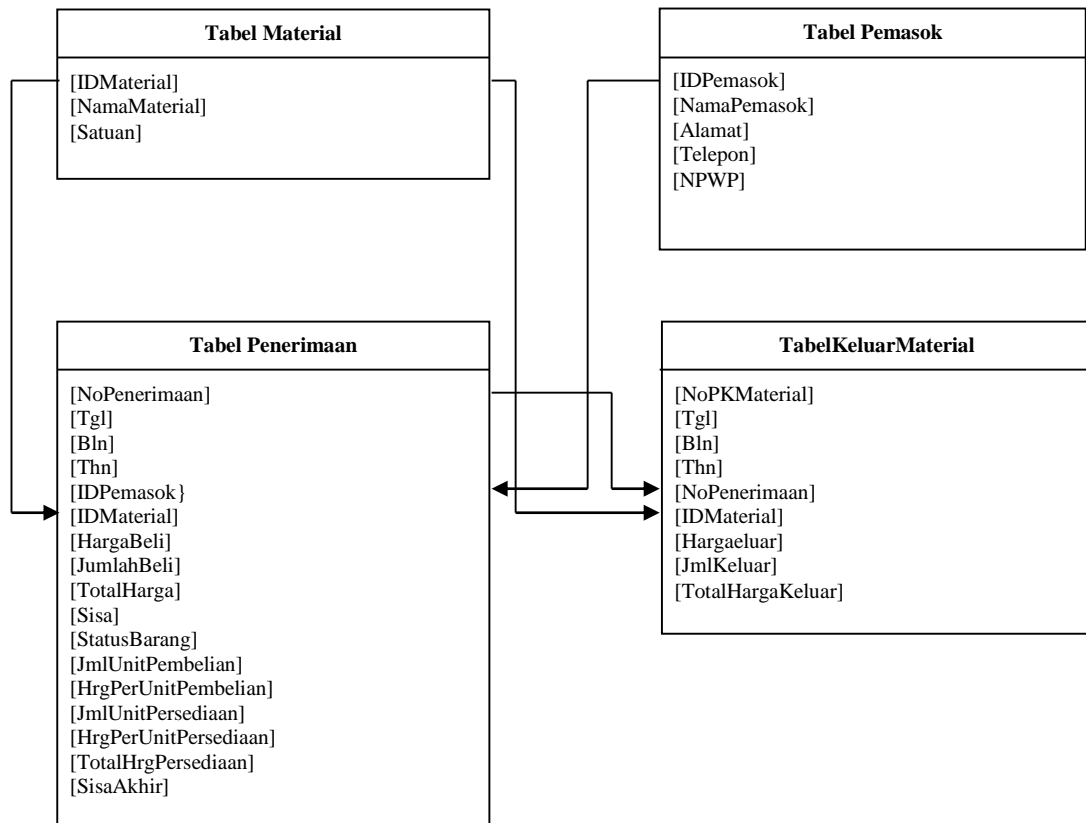 Tabel Material
[IDMaterial]
[NamaMaterial]
[Satuan]
Tabel Pemasok
[IDPemasok]
[NamaPemasok]
[Alamat]
[Telepon]
[NPWP]
Tabel Penerimaan
[NoPenerimaan]
[Tgl]
[Bln]
[Thn]
[IDPemasok}
[IDMaterial]
[HargaBeli]
[JumlahBeli]
[TotalHarga]
[Sisa]
[StatusBarang]
[JmlUnitPembelian]
[HrgPerUnitPembelian]
[JmlUnitPersediaan]
[HrgPerUnitPersediaan]
[TotalHrgPersediaan]
[SisaAkhir]
TabelKeluarMaterial
[NoPKMaterial]
[Tgl]
[Bln]
[Thn]
[NoPenerimaan]
[IDMaterial]
[Hargaeluar]
[JmlKeluar]
[TotalHargaKeluar]